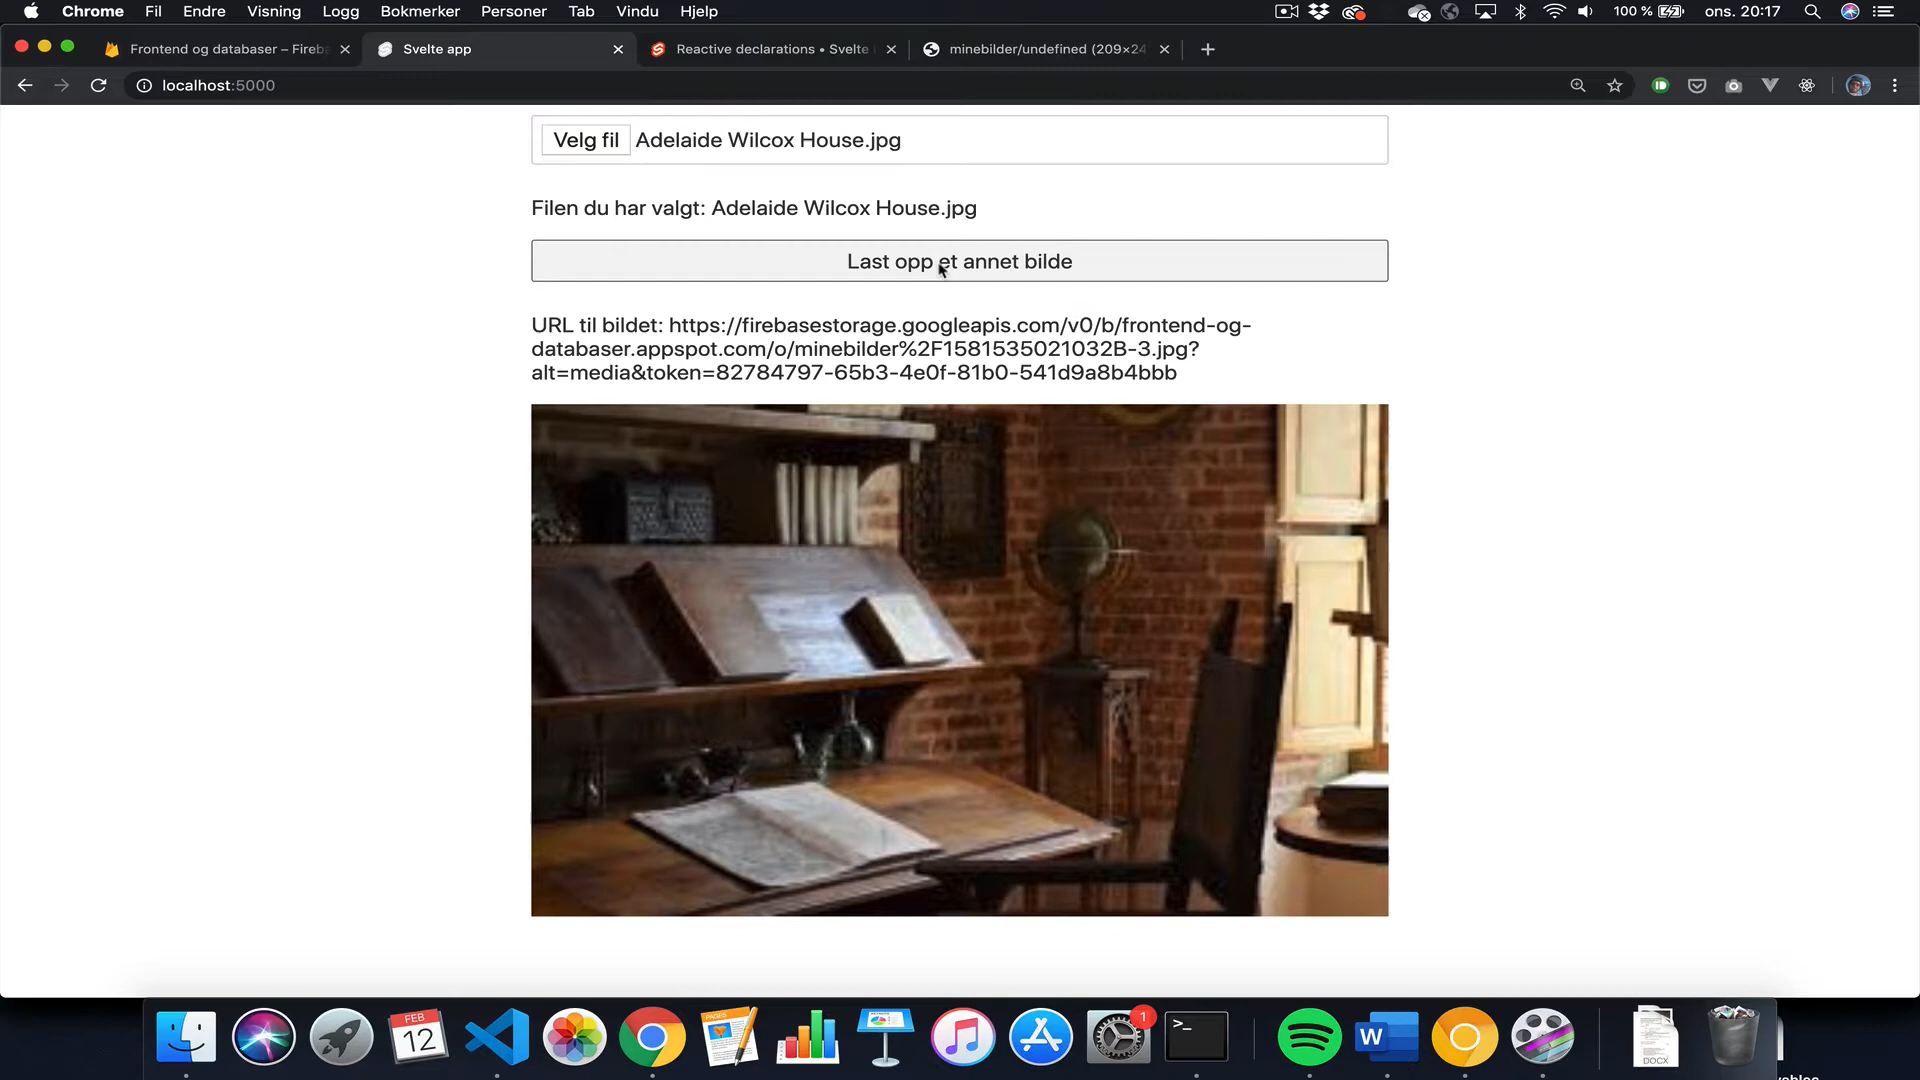 Chrome Fil Endre Visning Logg Bokmerker Personer Tab Vindu Hjelp 100 % ons. 20:17
Frontend og databaser – Fireb Svelte app Reactive declarations • Svelte minebilder/undefined (209×24
localhost:5000
Velg fil Adelaide Wilcox House.jpg
Filen du har valgt: Adelaide Wilcox House.jpg
Last opp et annet bilde
URL til bildet: https://firebasestorage.googleapis.com/v0/b/frontend-og-
databaser.appspot.com/o/minebilder%2F1581535021032B-3.jpg?
alt=media&token=82784797-65b3-4e0f-81b0-541d9a8b4bbb
FEB
12
PAGES
1
>_
W
DOCX